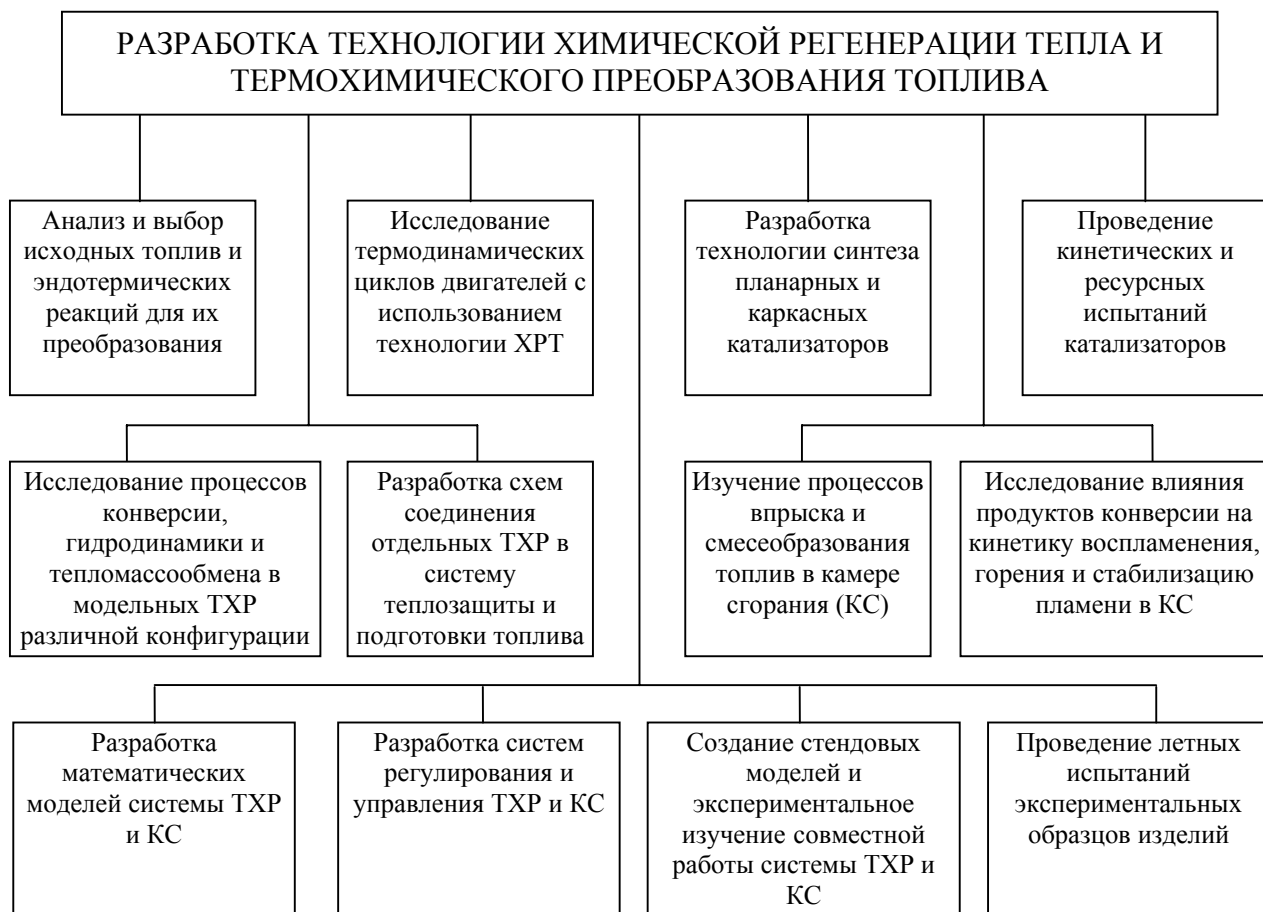 РАЗРАБОТКА ТЕХНОЛОГИИ ХИМИЧЕСКОЙ РЕГЕНЕРАЦИИ ТЕПЛА И
ТЕРМОХИМИЧЕСКОГО ПРЕОБРАЗОВАНИЯ ТОПЛИВА
Анализ и выбор
исходных топлив и
эндотермических
реакций для их
преобразования
Исследование
термодинамических
циклов двигателей с
использованием
технологии ХРТ
Разработка
технологии синтеза
планарных и
каркасных
катализаторов
Проведение
кинетических и
ресурсных
испытаний
катализаторов
Исследование процессов
конверсии,
гидродинамики и
тепломассообмена в
модельных ТХР
различной конфигурации
Разработка схем
соединения
отдельных ТХР в
систему
теплозащиты и
подготовки топлива
Изучение процессов
впрыска и
смесеобразования
топлив в камере
сгорания (КС)
Исследование влияния
продуктов конверсии на
кинетику воспламенения,
горения и стабилизацию
пламени в КС
Разработка
математических
моделей системы ТХР
и КС
Разработка систем
регулирования и
управления ТХР и КС
Создание стендовых
моделей и
экспериментальное
изучение совместной
работы системы ТХР и
КС
Проведение летных
испытаний
экспериментальных
образцов изделий